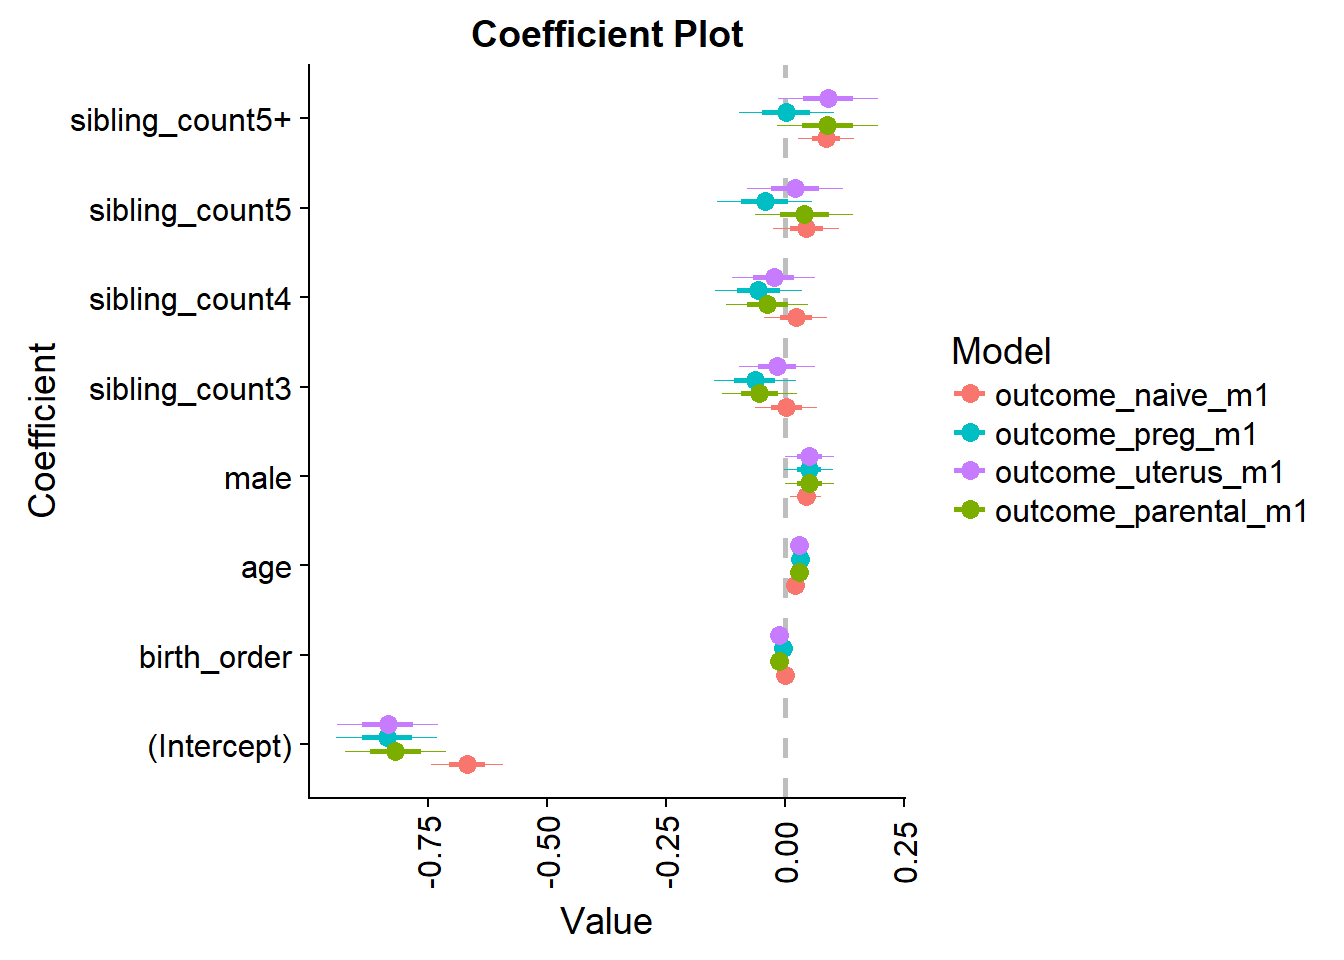 Coefficient Plot
Coefficient
sibling_count5+
sibling_count5
sibling_count4
sibling_count3
male
age
birth_order
(Intercept)
-0.75
-0.50
-0.25
0.00
0.25
Value
Model
outcome_naive_m1
outcome_preg_m1
outcome_uterus_m1
outcome_parental_m1